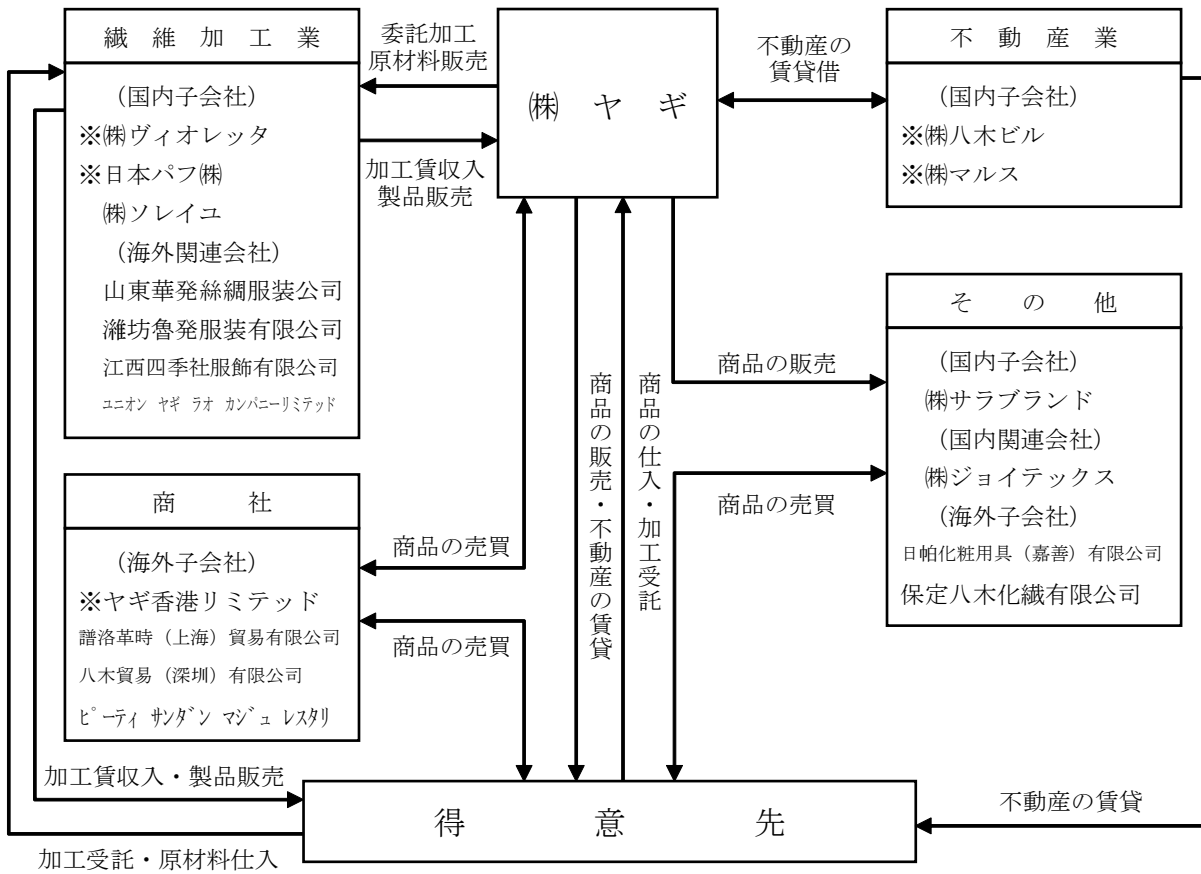 繊維加工業
(国内子会社)
※㈱ヴィオレッタ
※日本パフ㈱
㈱ソレイユ
(海外関連会社)
山東華発絲綢服装公司
濰坊魯発服装有限公司
江西四季社服飾有限公司
ユニオン ヤギ ラオ カンパニーリミテッド
委託加工
原材料販売
加工賃収入
製品販売
㈱ヤギ
不動産の
賃貸借
不動産業
(国内子会社)
※㈱八木ビル
※㈱マルス
その他
(国内子会社)
㈱サラブランド
(国内関連会社)
㈱ジョイテックス
(海外子会社)
日帕化粧用具（嘉善）有限公司
保定八木化繊有限公司
商品の販売
商品の売買
商品の販売・不動産の賃貸
商品の仕入・加工受託
商社
(海外子会社)
※ヤギ香港リミテッド
譜洛革時（上海）貿易有限公司
八木貿易（深圳）有限公司
ピーティ サンダン マジュ レスタリ
商品の売買
商品の売買
加工賃収入・製品販売
加工受託・原材料仕入
得意先
不動産の賃貸